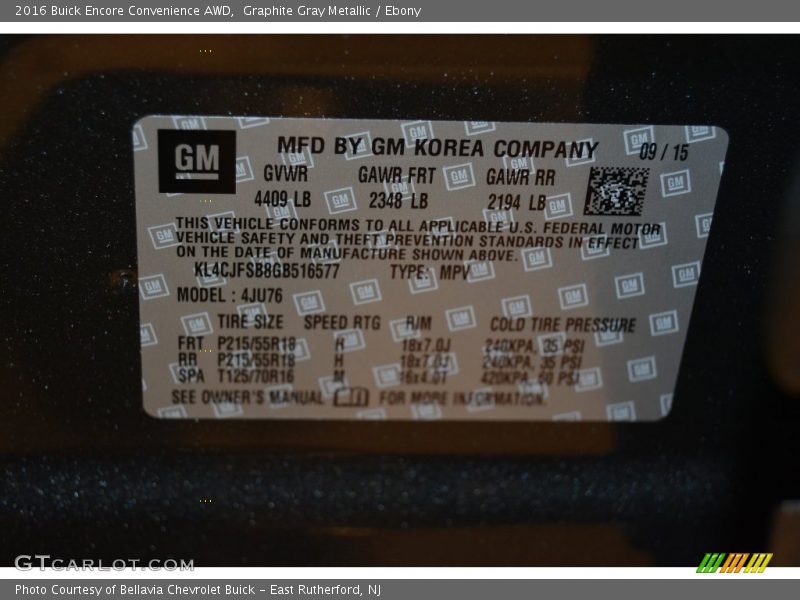 2016 Buick Encore Convenience AWD,  Graphite Gray Metallic / Ebony
GM
MFD BY GM KOREA COMPANY 09 / 15
GVWR GAWR FRT GAWR RR
4409 LB 2348 LB 2194 LB
THIS VEHICLE CONFORMS TO ALL APPLICABLE U.S. FEDERAL MOTOR
VEHICLE SAFETY AND THEFT PREVENTION STANDARDS IN EFFECT
ON THE DATE OF MANUFACTURE SHOWN ABOVE.
KL4CJFSB8GB516577 TYPE: MPV
MODEL : 4JU76
TIRE SIZE SPEED RTG RIM COLD TIRE PRESSURE
FRT P215/55R18 H 18x7.0J 240KPA, 35 PSI
RR P215/55R18 H 18x7.0J 240KPA, 35 PSI
SPA T125/70R16 M 16x4.0T 420KPA, 60 PSI
SEE OWNER'S MANUAL FOR MORE INFORMATION.
GTCARLOT.COM
Photo Courtesy of Bellavia Chevrolet Buick – East Rutherford, NJ